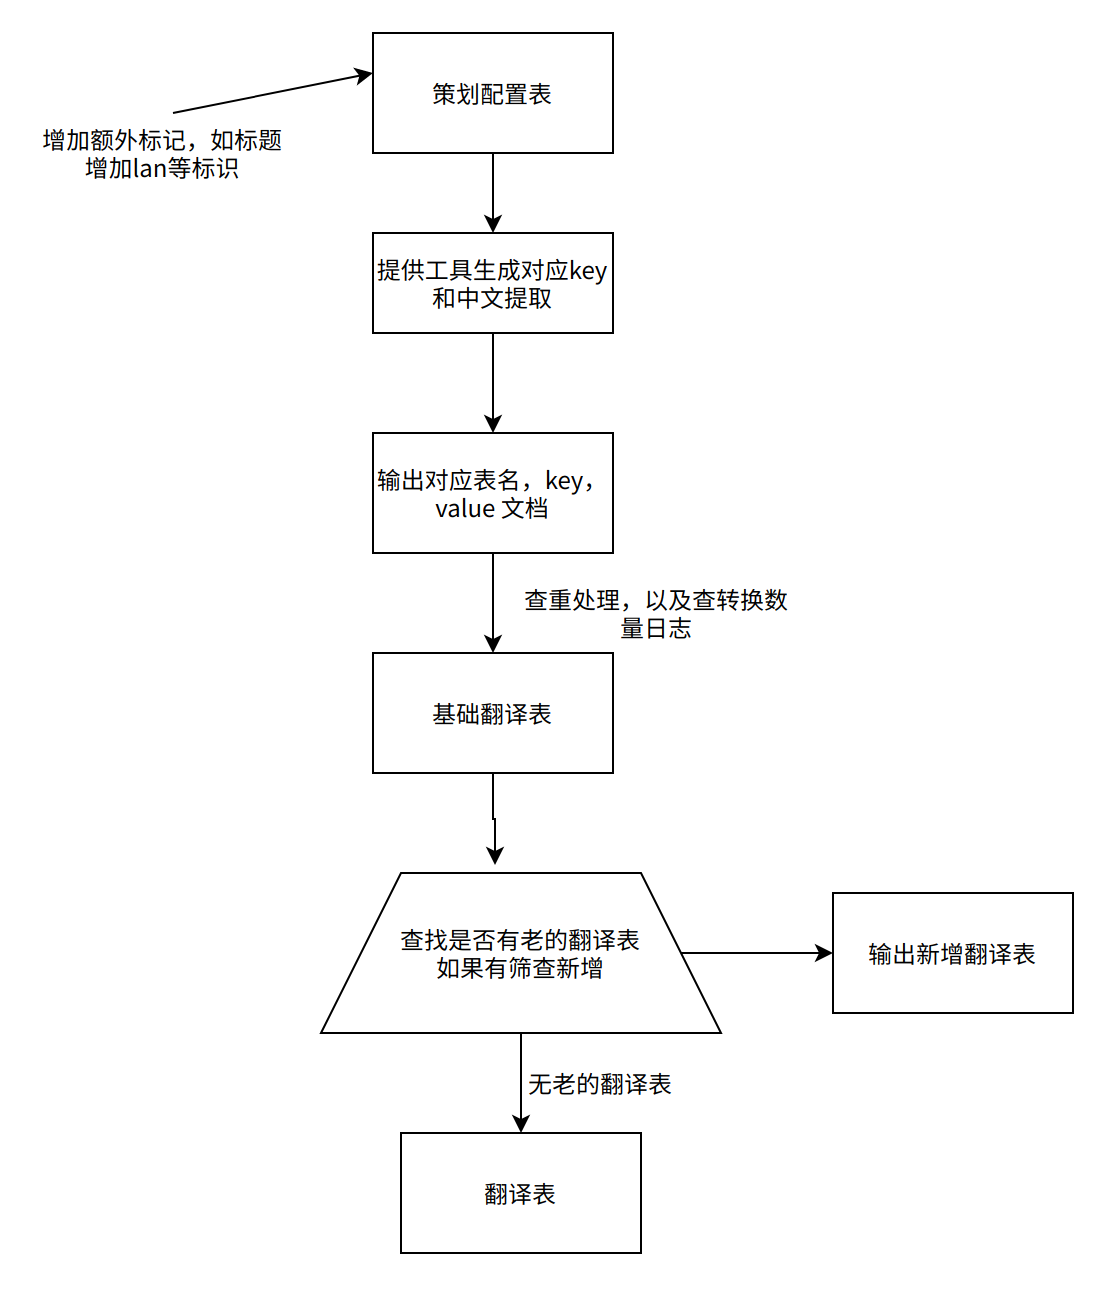 策划配置表
增加额外标记，如标题
增加lan等标识
提供工具生成对应key
和中文提取
输出对应表名，key，
value 文档
查重处理，以及查转换数
量日志
基础翻译表
查找是否有老的翻译表
如果有筛查新增
输出新增翻译表
无老的翻译表
翻译表